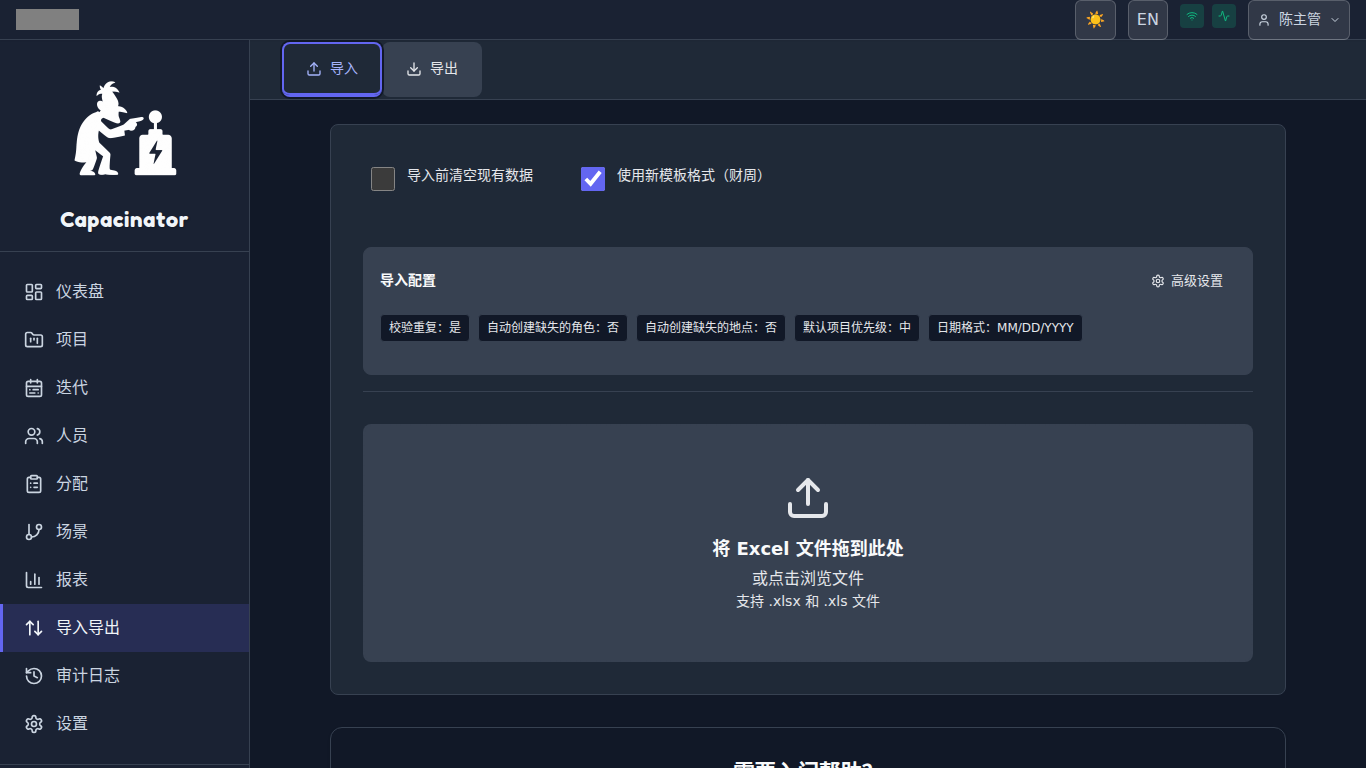 EN
陈主管
导入
导出
Capacinator
仪表盘
项目
迭代
人员
分配
场景
报表
导入导出
审计日志
设置
导入前清空现有数据
使用新模板格式（财周）
导入配置
高级设置
校验重复：是
自动创建缺失的角色：否
自动创建缺失的地点：否
默认项目优先级：中
日期格式：MM/DD/YYYY
将 Excel 文件拖到此处
或点击浏览文件
支持 .xlsx 和 .xls 文件
需要入门帮助?